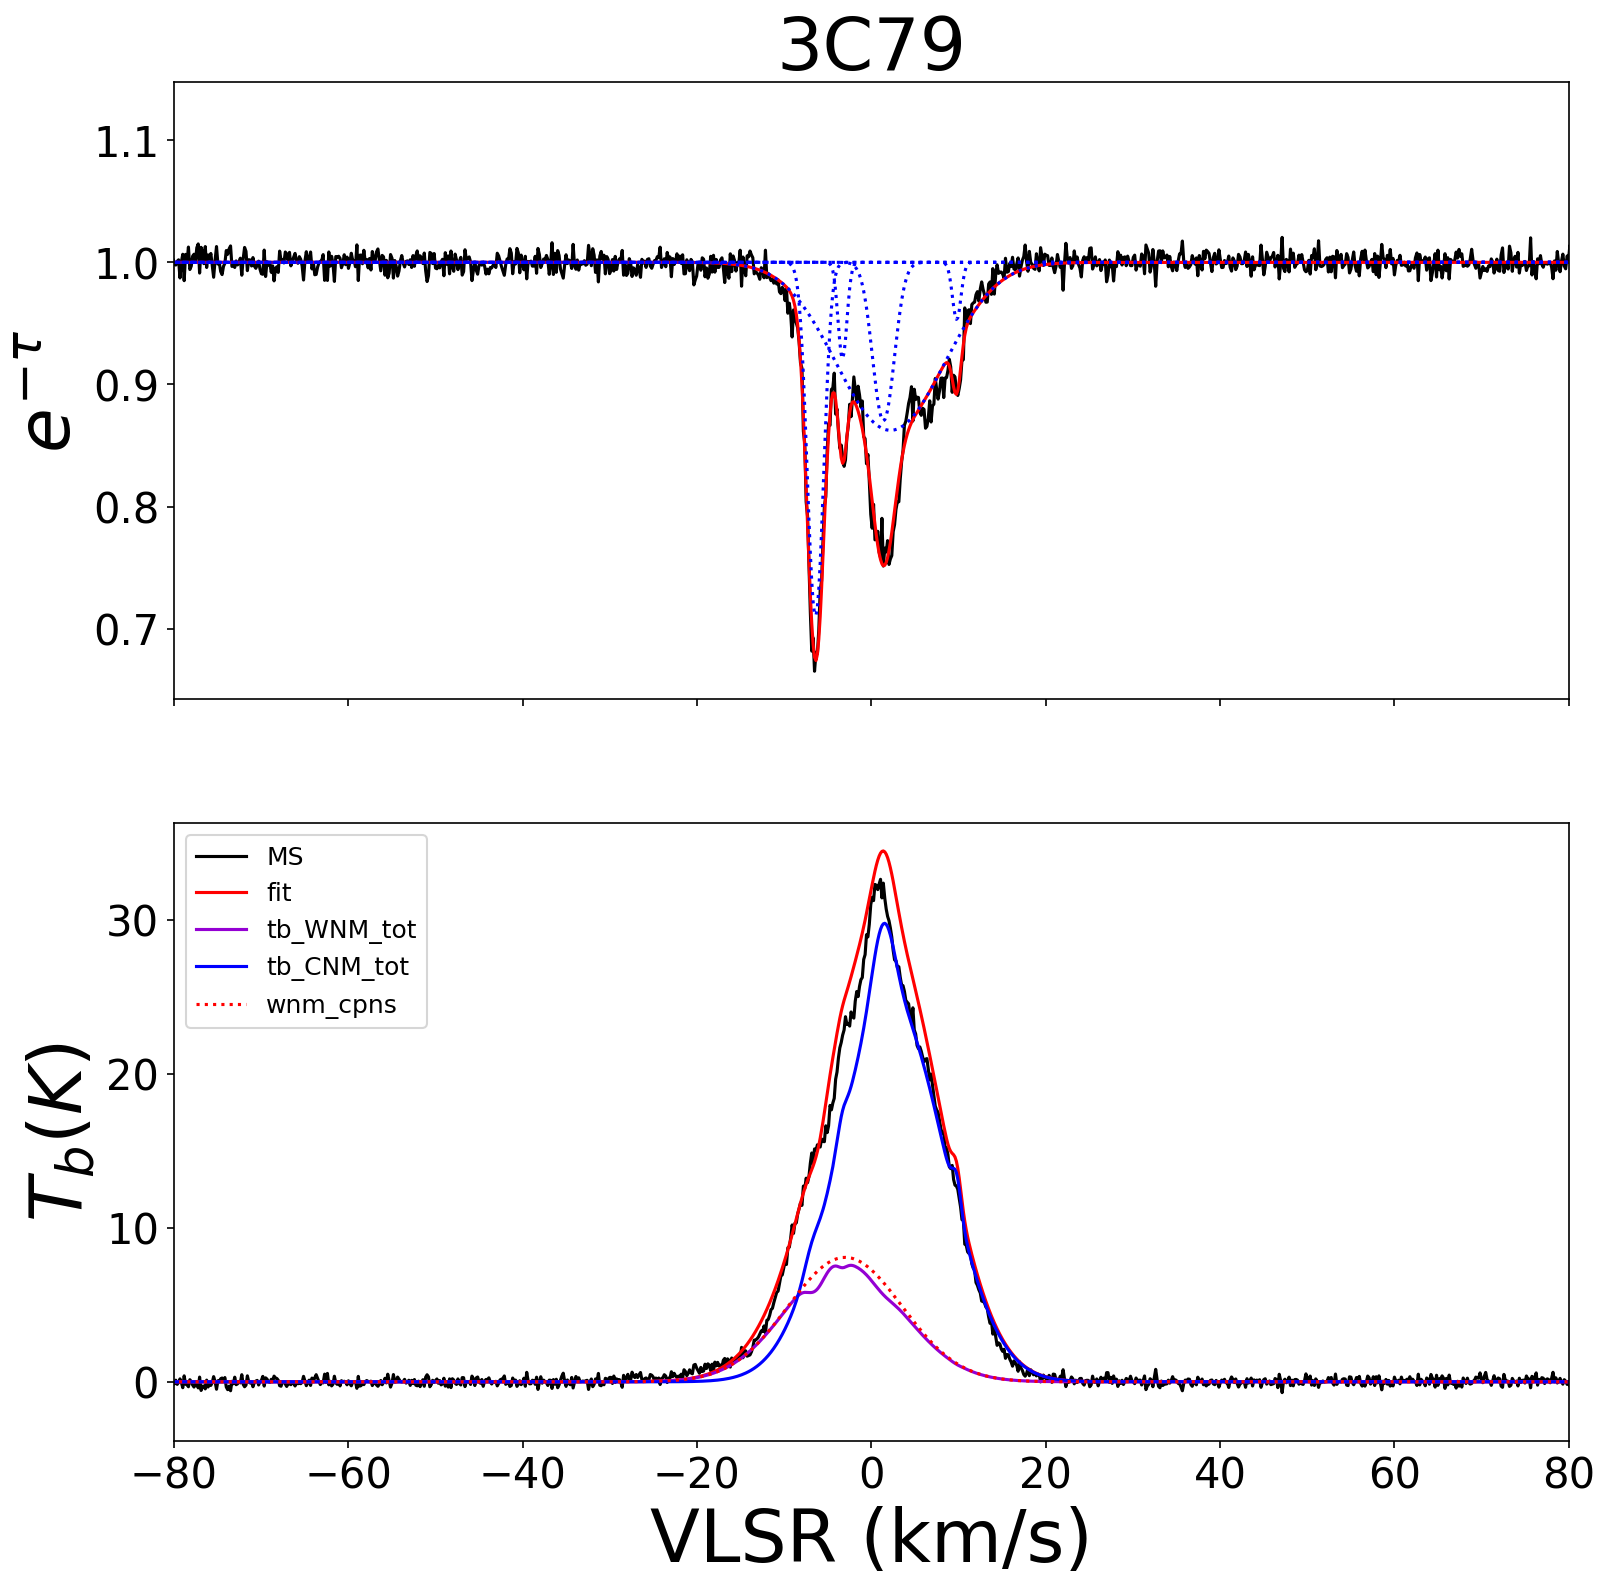 3C79
1.1
1.0
0.9
0.8
0.7
e^{−τ}
MS
fit
tb_WNM_tot
tb_CNM_tot
wnm_cpns
30
20
10
0
T_b(K)
−80 −60 −40 −20 0 20 40 60 80
VLSR (km/s)